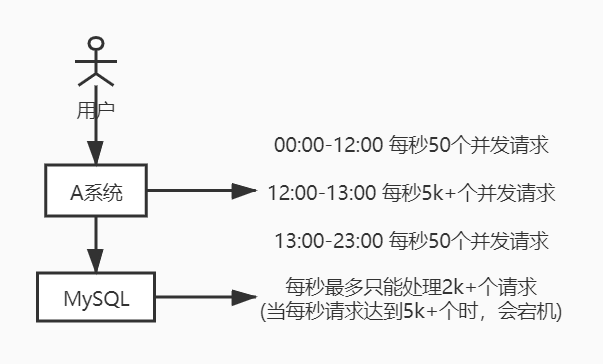 用户
00:00-12:00 每秒50个并发请求
A系统
12:00-13:00 每秒5k+个并发请求
13:00-23:00 每秒50个并发请求
MySQL
每秒最多只能处理2k+个请求
(当每秒请求达到5k+个时，会宕机)